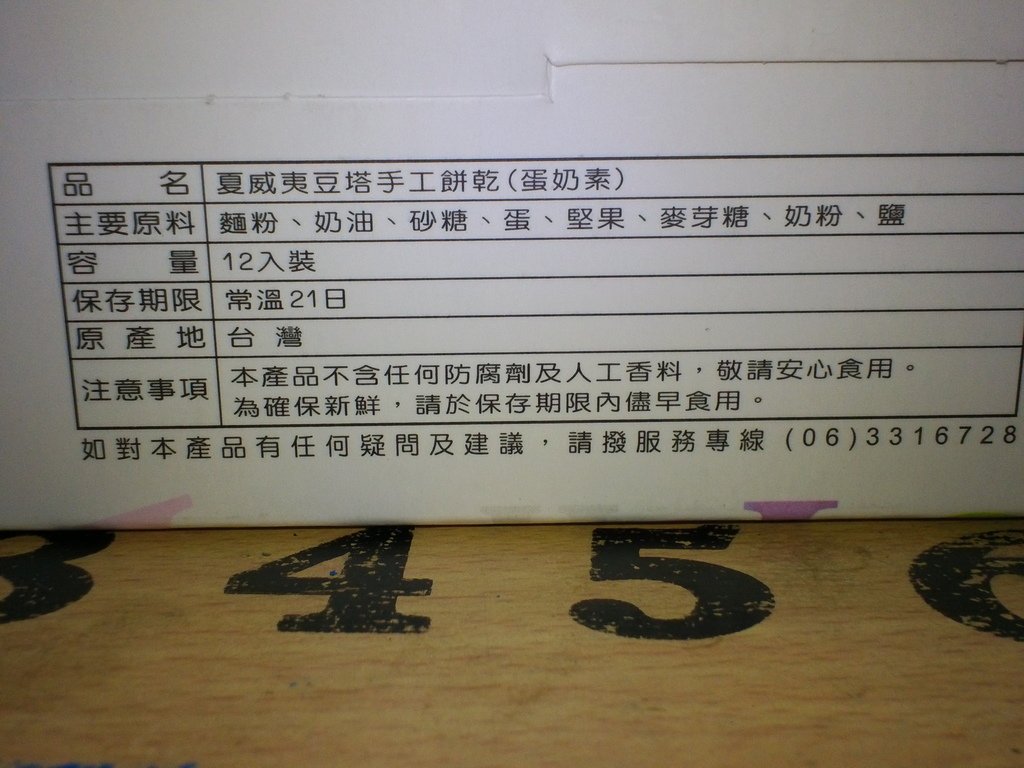 品名 夏威夷豆塔手工餅乾(蛋奶素)
主要原料 麵粉、奶油、砂糖、蛋、堅果、麥芽糖、奶粉、鹽
容量 12入裝
保存期限 常溫21日
原產地 台灣
注意事項 本產品不含任何防腐劑及人工香料，敬請安心食用。
為確保新鮮，請於保存期限內儘早食用。
如對本產品有任何疑問及建議，請撥服務專線(06)3316728
3 4 5 6